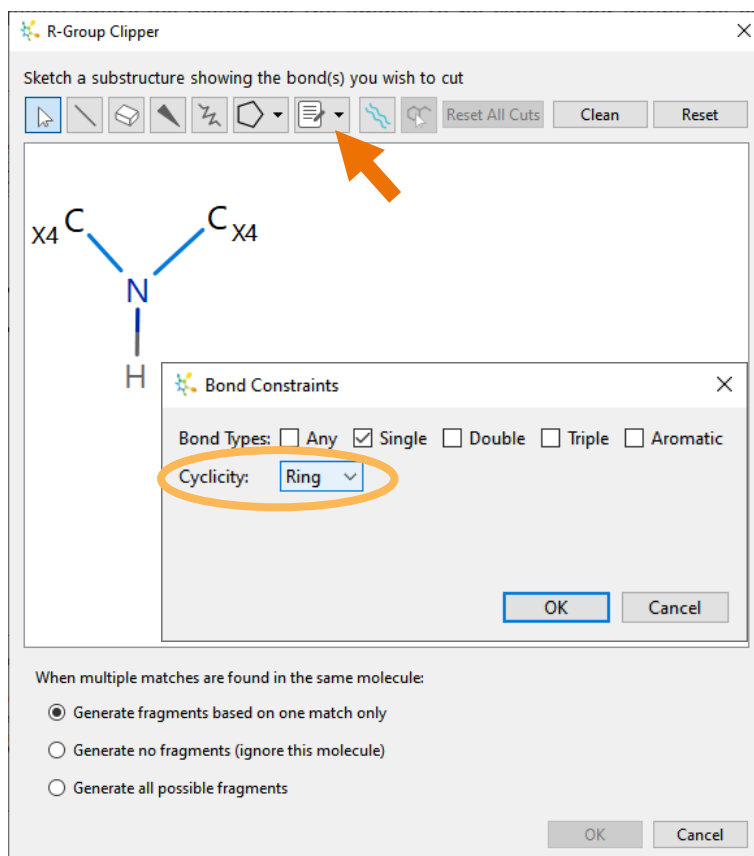 R-Group Clipper
Sketch a substructure showing the bond(s) you wish to cut
Reset All Cuts Clean Reset
C C
X4 X4
N
H
Bond Constraints
Bond Types: Any Single Double Triple Aromatic
Cyclicity: Ring
OK Cancel
When multiple matches are found in the same molecule:
Generate fragments based on one match only
Generate no fragments (ignore this molecule)
Generate all possible fragments
OK Cancel